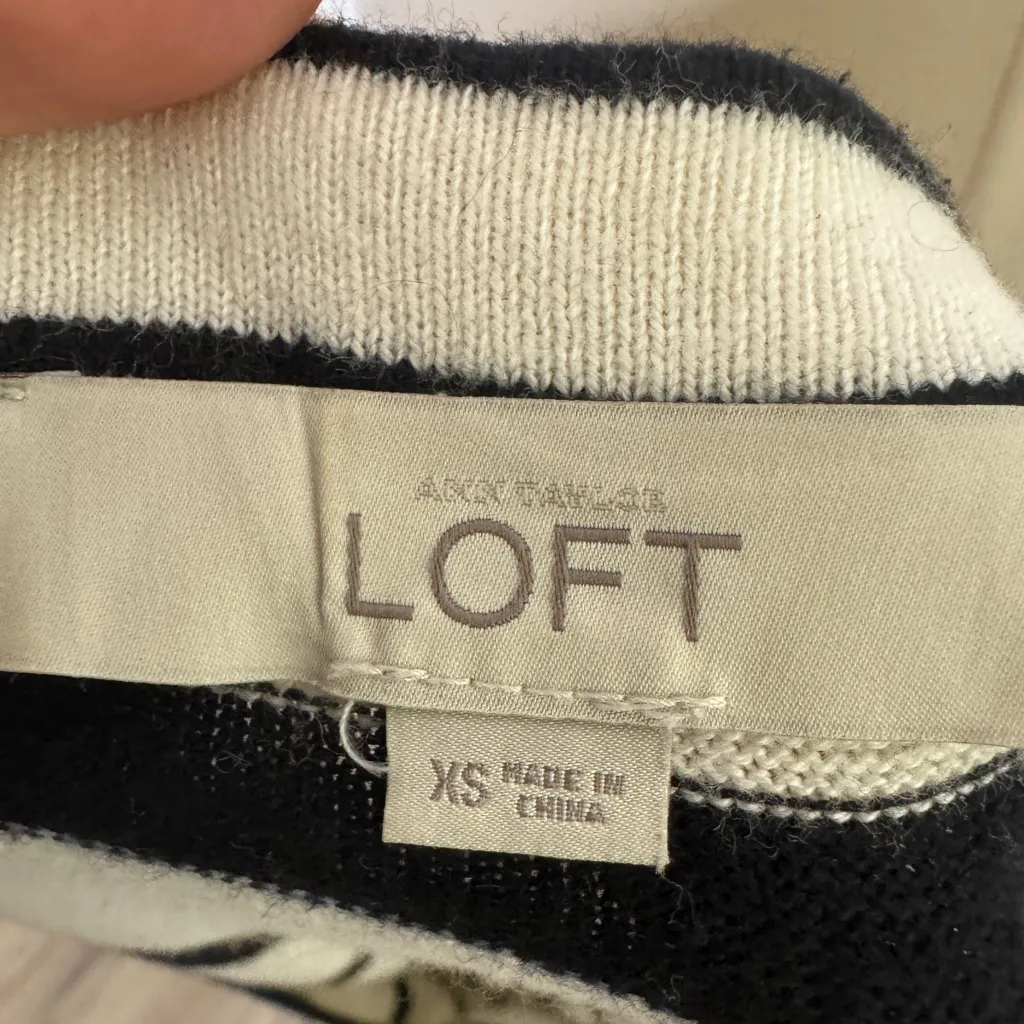 ANN TAYLOR
LOFT
XS MADE IN
CHINA